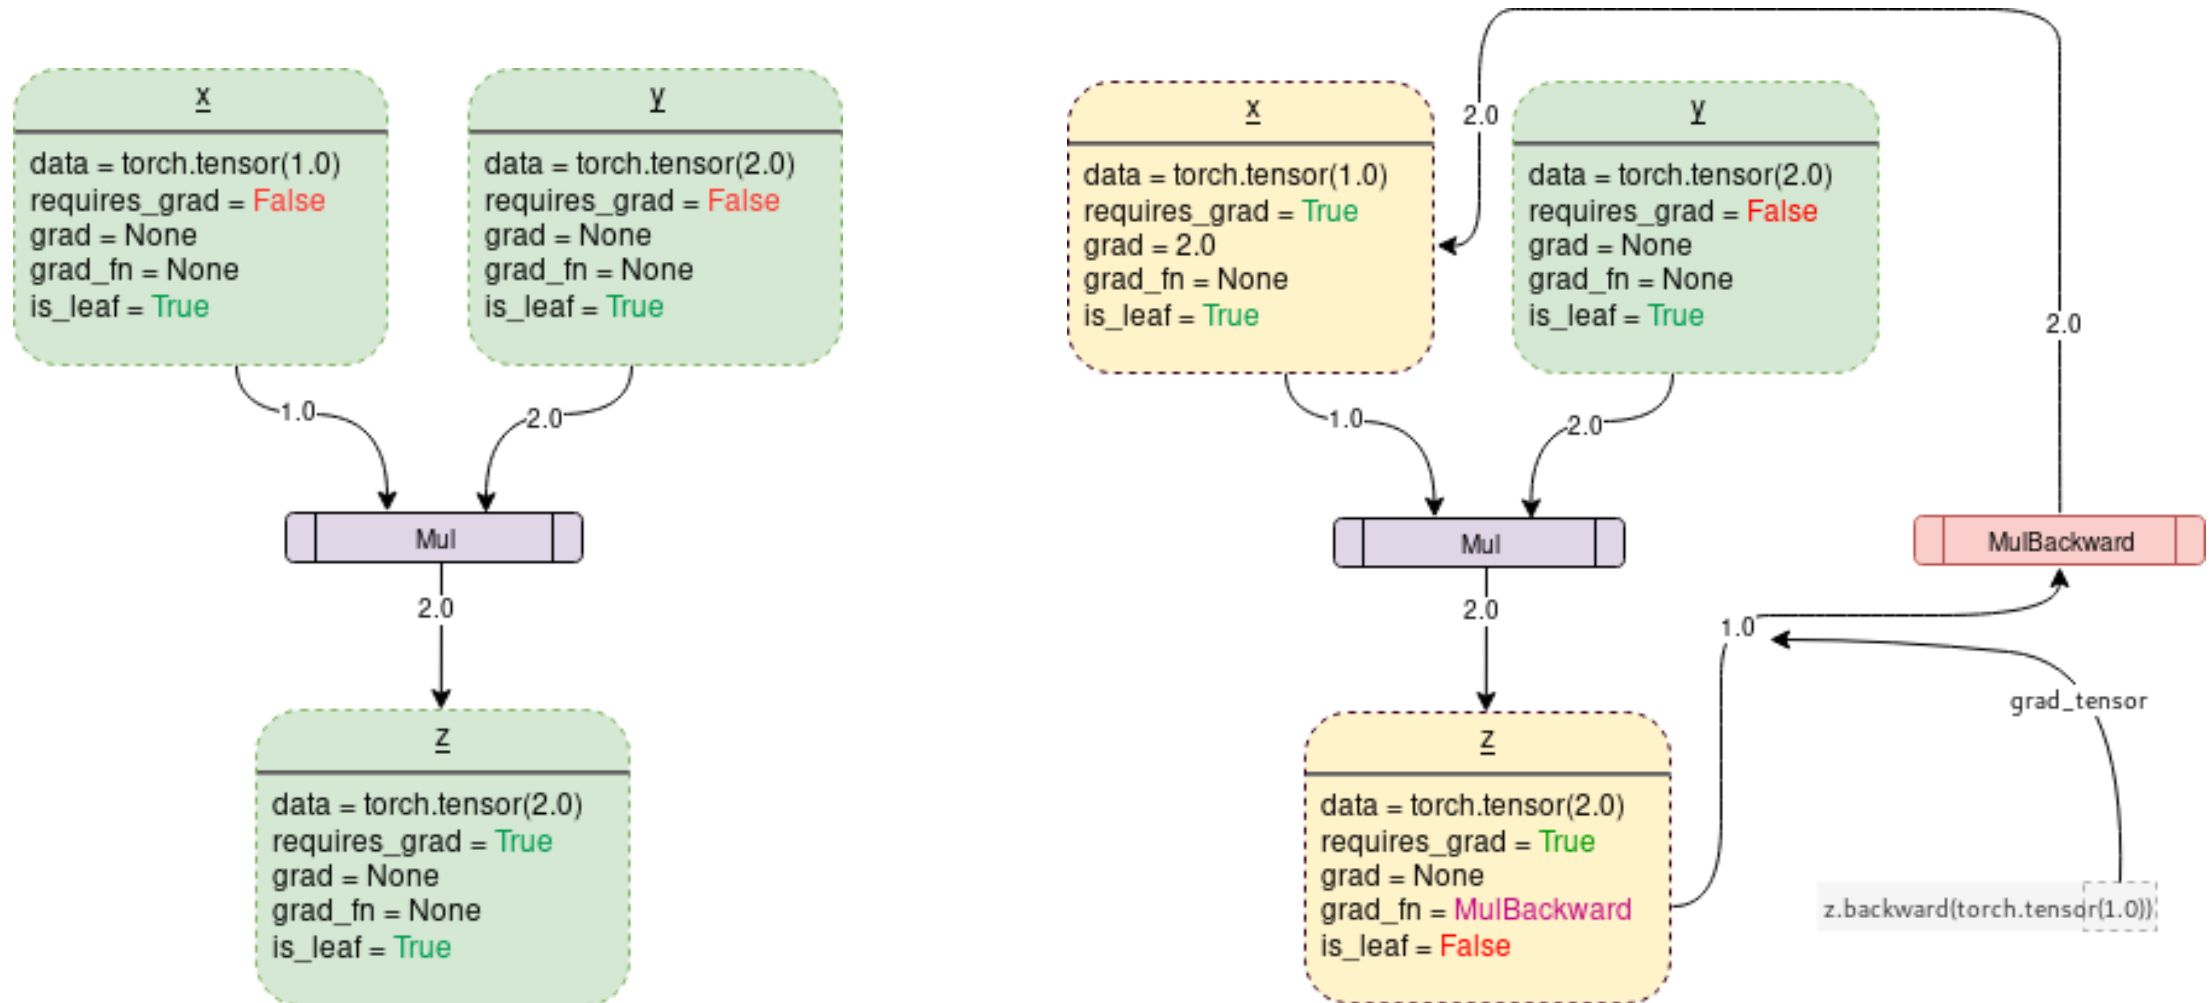 x
data = torch.tensor(1.0)
requires_grad = False
grad = None
grad_fn = None
is_leaf = True
y
data = torch.tensor(2.0)
requires_grad = False
grad = None
grad_fn = None
is_leaf = True
1.0
2.0
Mul
2.0
z
data = torch.tensor(2.0)
requires_grad = True
grad = None
grad_fn = None
is_leaf = True
x
data = torch.tensor(1.0)
requires_grad = True
grad = 2.0
grad_fn = None
is_leaf = True
2.0
y
data = torch.tensor(2.0)
requires_grad = False
grad = None
grad_fn = None
is_leaf = True
2.0
1.0
2.0
Mul
MulBackward
2.0
1.0
grad_tensor
z
data = torch.tensor(2.0)
requires_grad = True
grad = None
grad_fn = MulBackward
is_leaf = False
z.backward(torch.tensor(1.0))